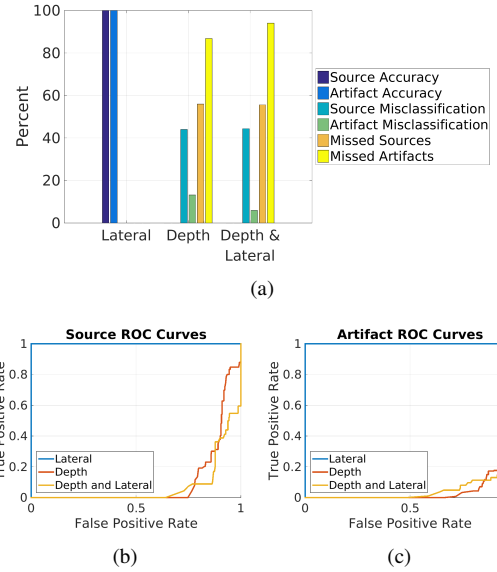 100
80
60
40
20
0
Percent
Lateral Depth Depth &
Lateral
Source Accuracy
Artifact Accuracy
Source Misclassification
Artifact Misclassification
Missed Sources
Missed Artifacts
(a)
Source ROC Curves
True Positive Rate
1
0.8
0.6
0.4
0.2
0
Lateral
Depth
Depth and Lateral
0 0.5 1
False Positive Rate
(b)
Artifact ROC Curves
True Positive Rate
1
0.8
0.6
0.4
0.2
0
Lateral
Depth
Depth and Lateral
0 0.5
False Positive Rate
(c)